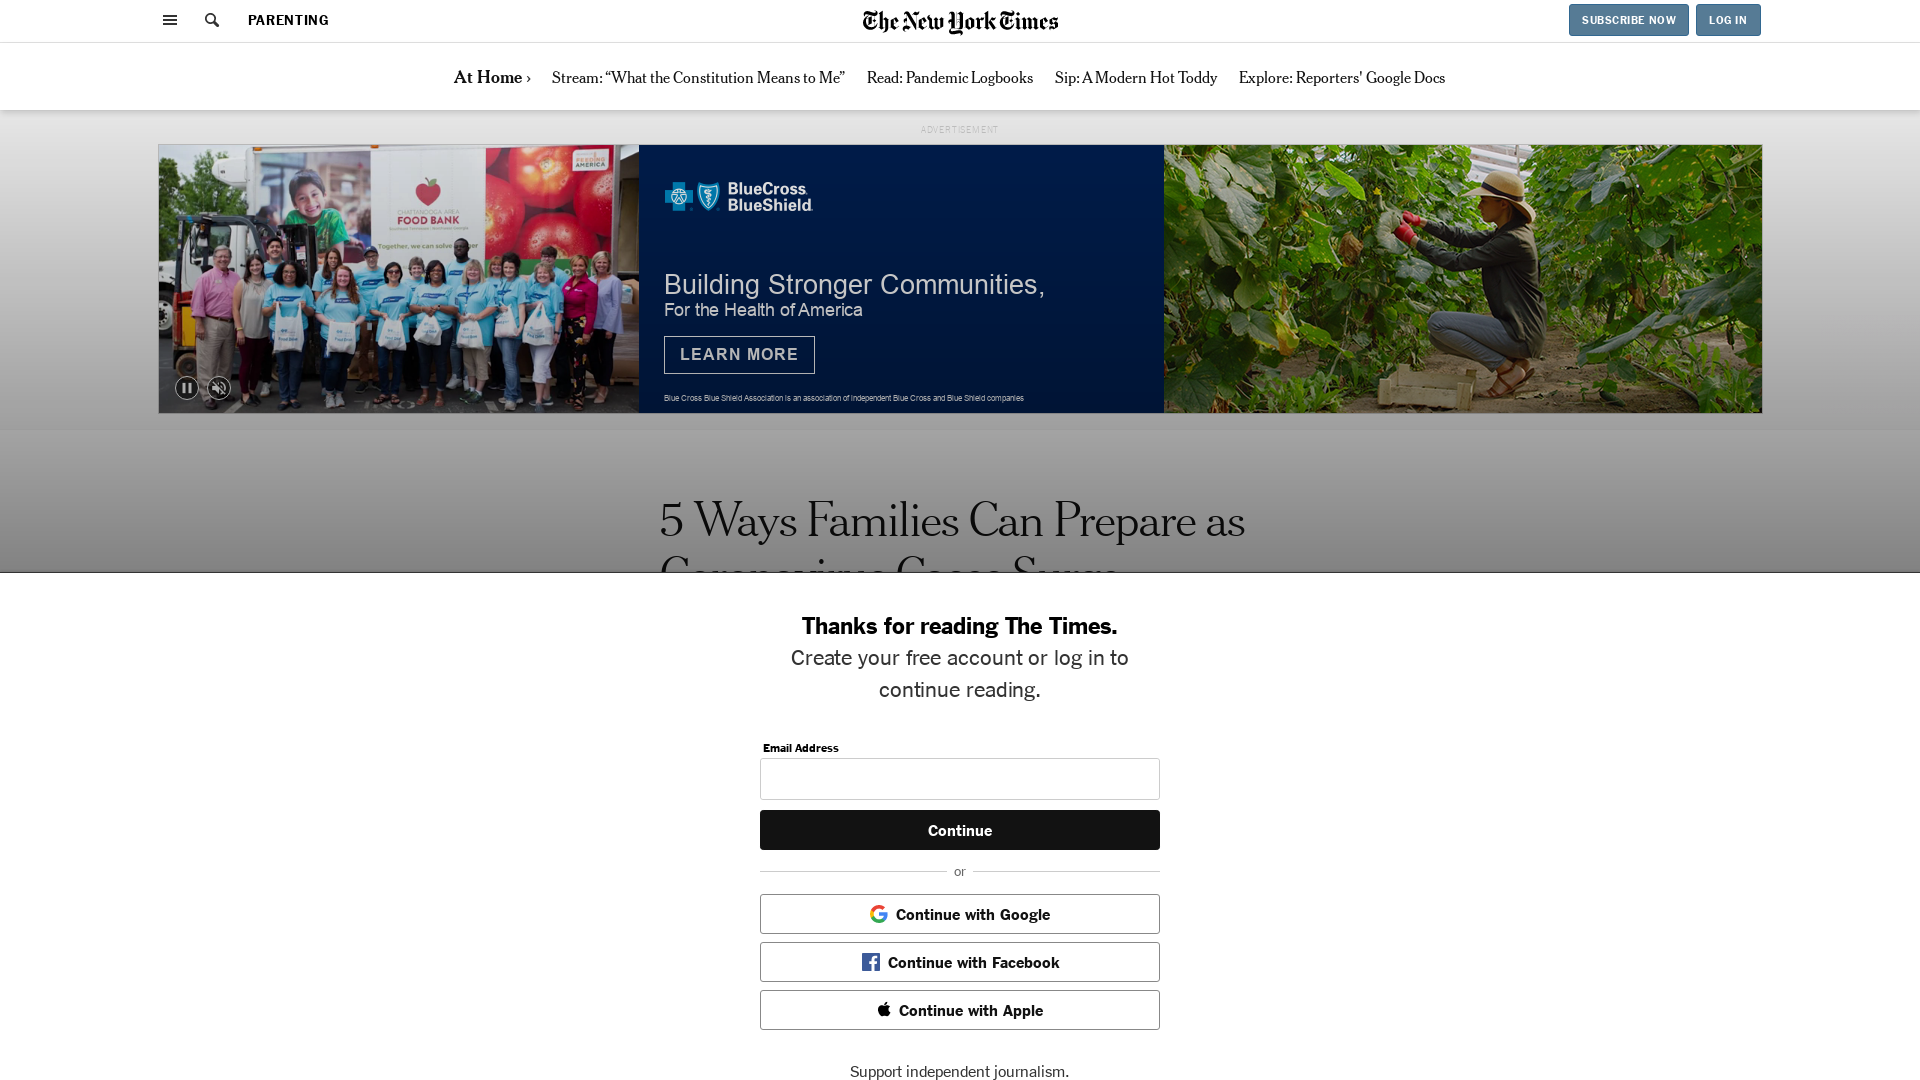 PARENTING
The New York Times
SUBSCRIBE NOW
LOG IN
At Home ›
Stream: “What the Constitution Means to Me”
Read: Pandemic Logbooks
Sip: A Modern Hot Toddy
Explore: Reporters' Google Docs
ADVERTISEMENT
FEEDING AMERICA
CHATTANOOGA AREA
FOOD BANK
Together, we can solve hunger
BlueCross
BlueShield
Building Stronger Communities,
For the Health of America
LEARN MORE
Blue Cross Blue Shield Association is an association of independent Blue Cross and Blue Shield companies
5 Ways Families Can Prepare as
Coronavirus Cases Surge
Thanks for reading The Times.
Create your free account or log in to
continue reading.
Email Address
Continue
or
Continue with Google
Continue with Facebook
Continue with Apple
Support independent journalism.